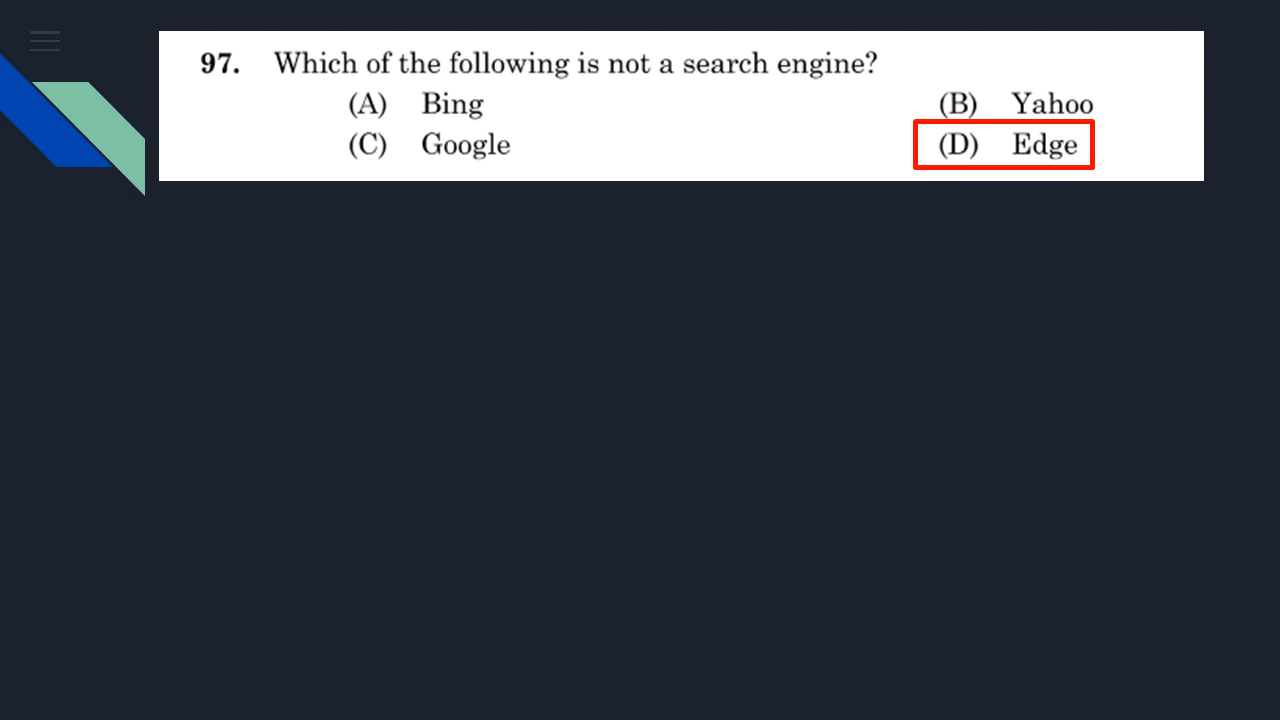 97. Which of the following is not a search engine?
(A) Bing (B) Yahoo
(C) Google (D) Edge